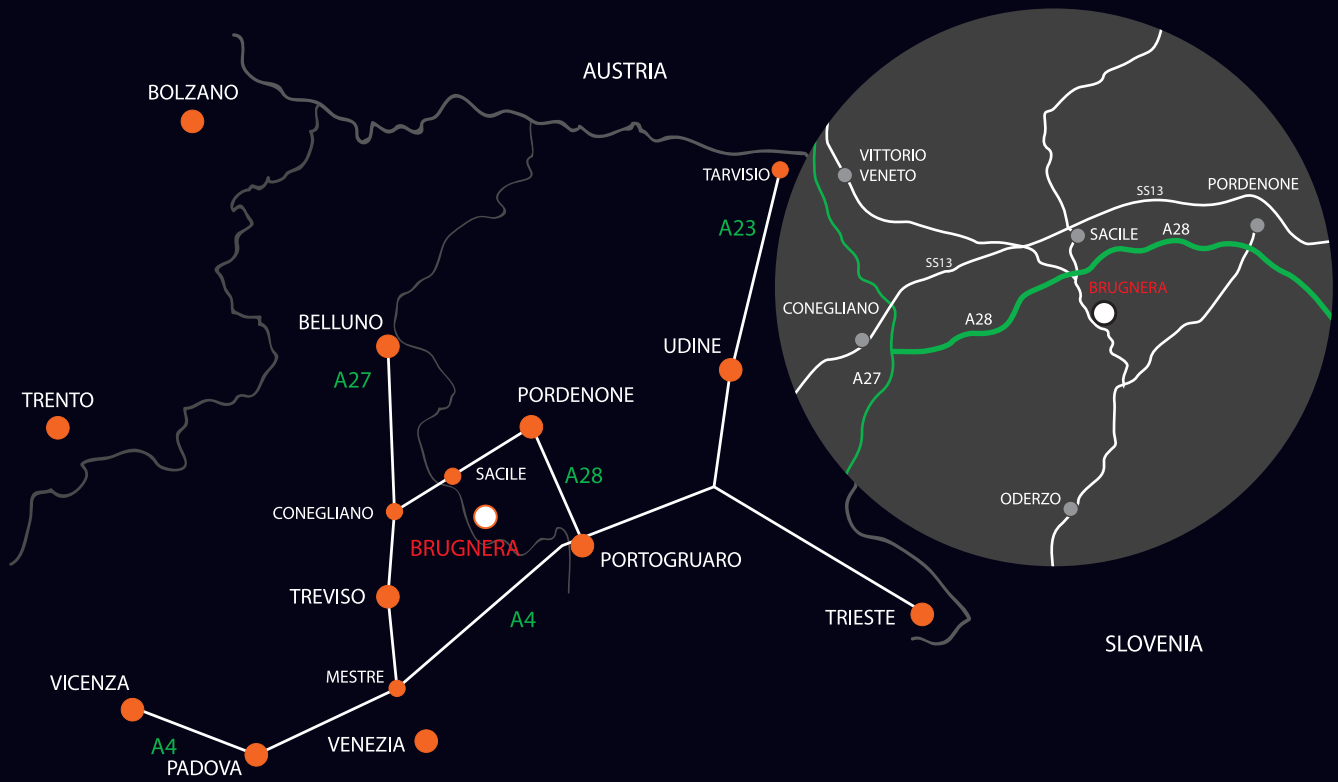 AUSTRIA
BOLZANO
TARVISIO
A23
BELLUNO
A27
UDINE
TRENTO
PORDENONE
SACILE
A28
CONEGLIANO
BRUGNERA
PORTOGRUARO
TREVISO
A4
TRIESTE
SLOVENIA
MESTRE
VICENZA
A4
VENEZIA
PADOVA
VITTORIO
VENETO
SS13
PORDENONE
SACILE
A28
SS13
BRUGNERA
CONEGLIANO
A28
A27
ODERZO